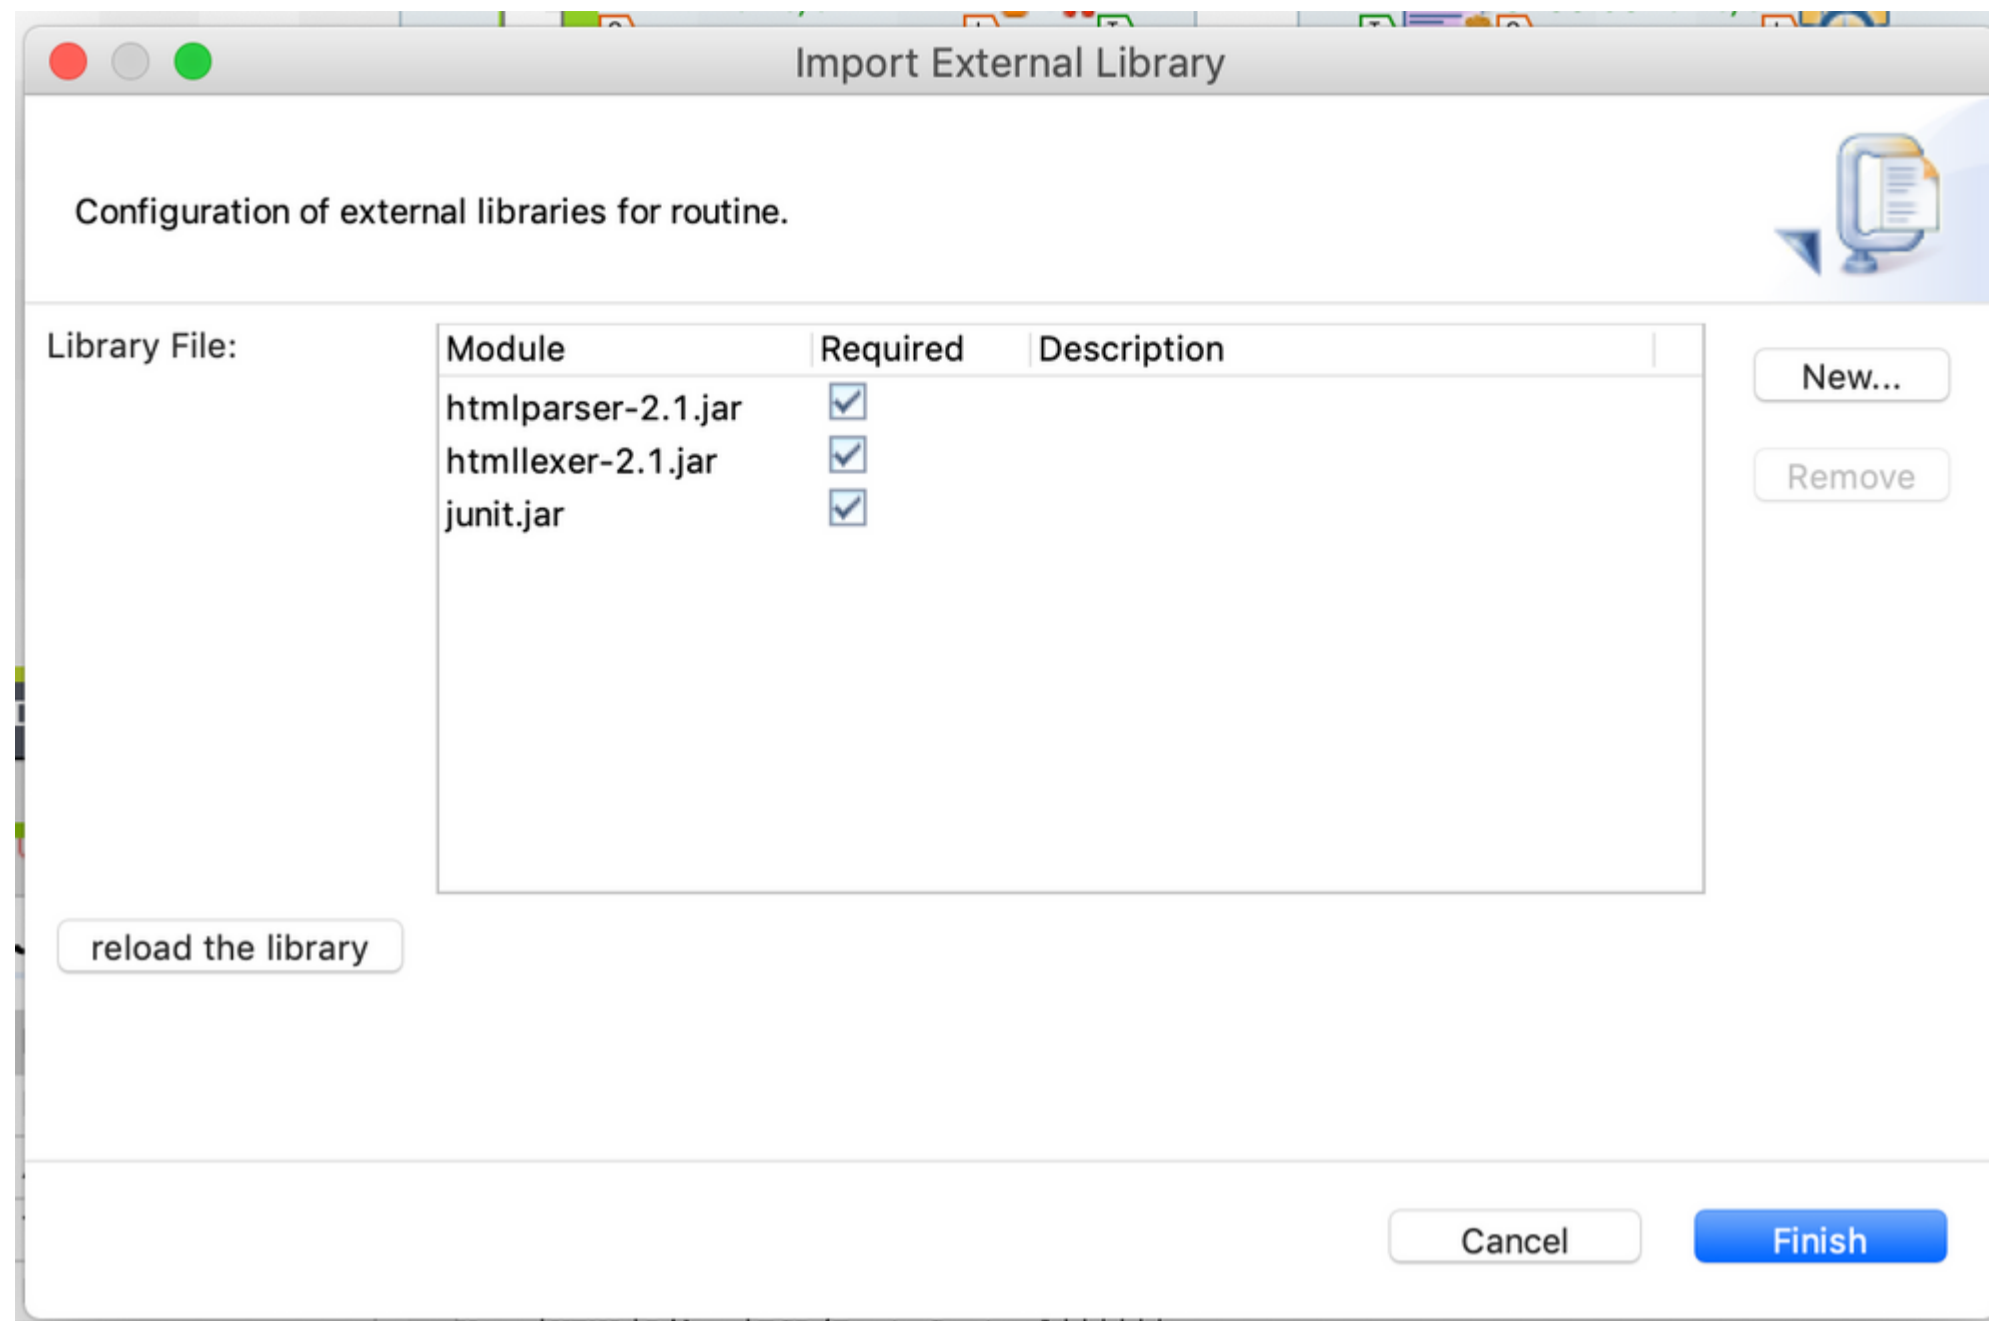 Import External Library
Configuration of external libraries for routine.
Library File:
Module Required Description
htmlparser-2.1.jar
htmllexer-2.1.jar
junit.jar
New...
Remove
reload the library
Cancel
Finish